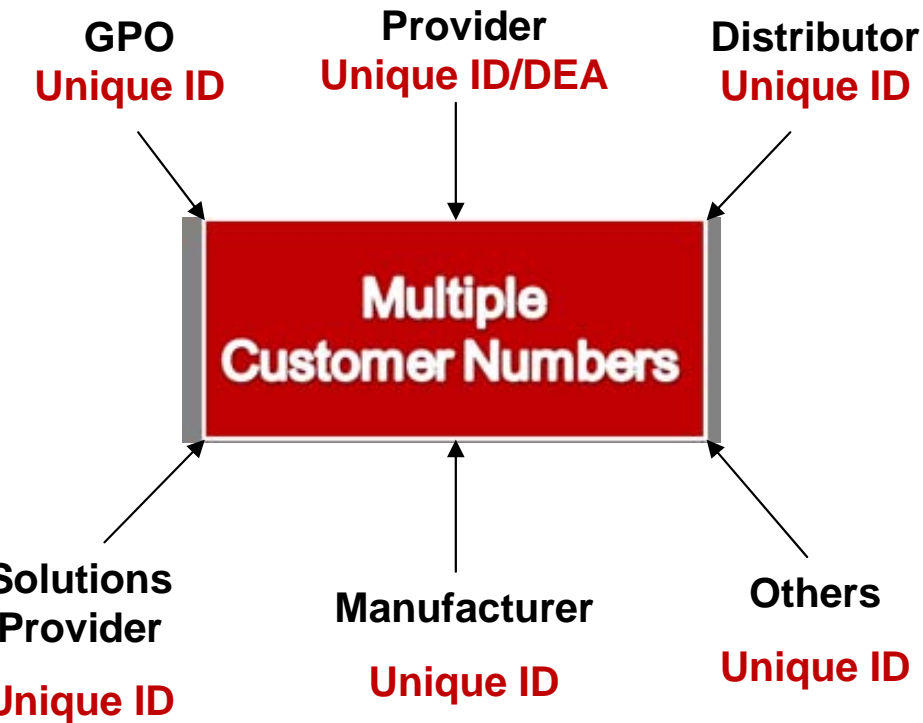 GPO
Unique ID
Provider
Unique ID/DEA
Distributor
Unique ID
Multiple
Customer Numbers
Solutions
Provider
Unique ID
Manufacturer
Unique ID
Others
Unique ID